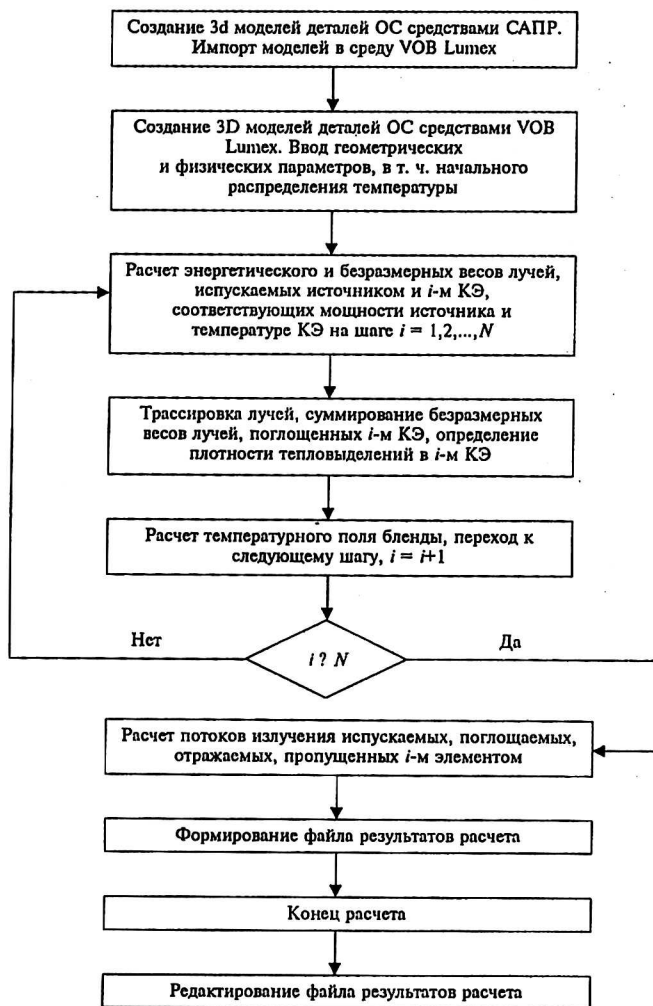 Создание 3d моделей деталей ОС средствами САПР.
Импорт моделей в среду VOB Lumex
Создание 3D моделей деталей ОС средствами VOB
Lumex. Ввод геометрических
и физических параметров, в т. ч. начального
распределения температуры
Расчет энергетического и безразмерных весов лучей,
испускаемых источником и i-м КЭ,
соответствующих мощности источника и
температуре КЭ на шаге i = 1,2,...,N
Трассировка лучей, суммирование безразмерных
весов лучей, поглощенных i-м КЭ, определение
плотности тепловыделений в i-м КЭ
Расчет температурного поля бленды, переход к
следующему шагу, i = i+1
Нет
Да
i ? N
Расчет потоков излучения испускаемых, поглощаемых,
отражаемых, пропущенных i-м элементом
Формирование файла результатов расчета
Конец расчета
Редактирование файла результатов расчета